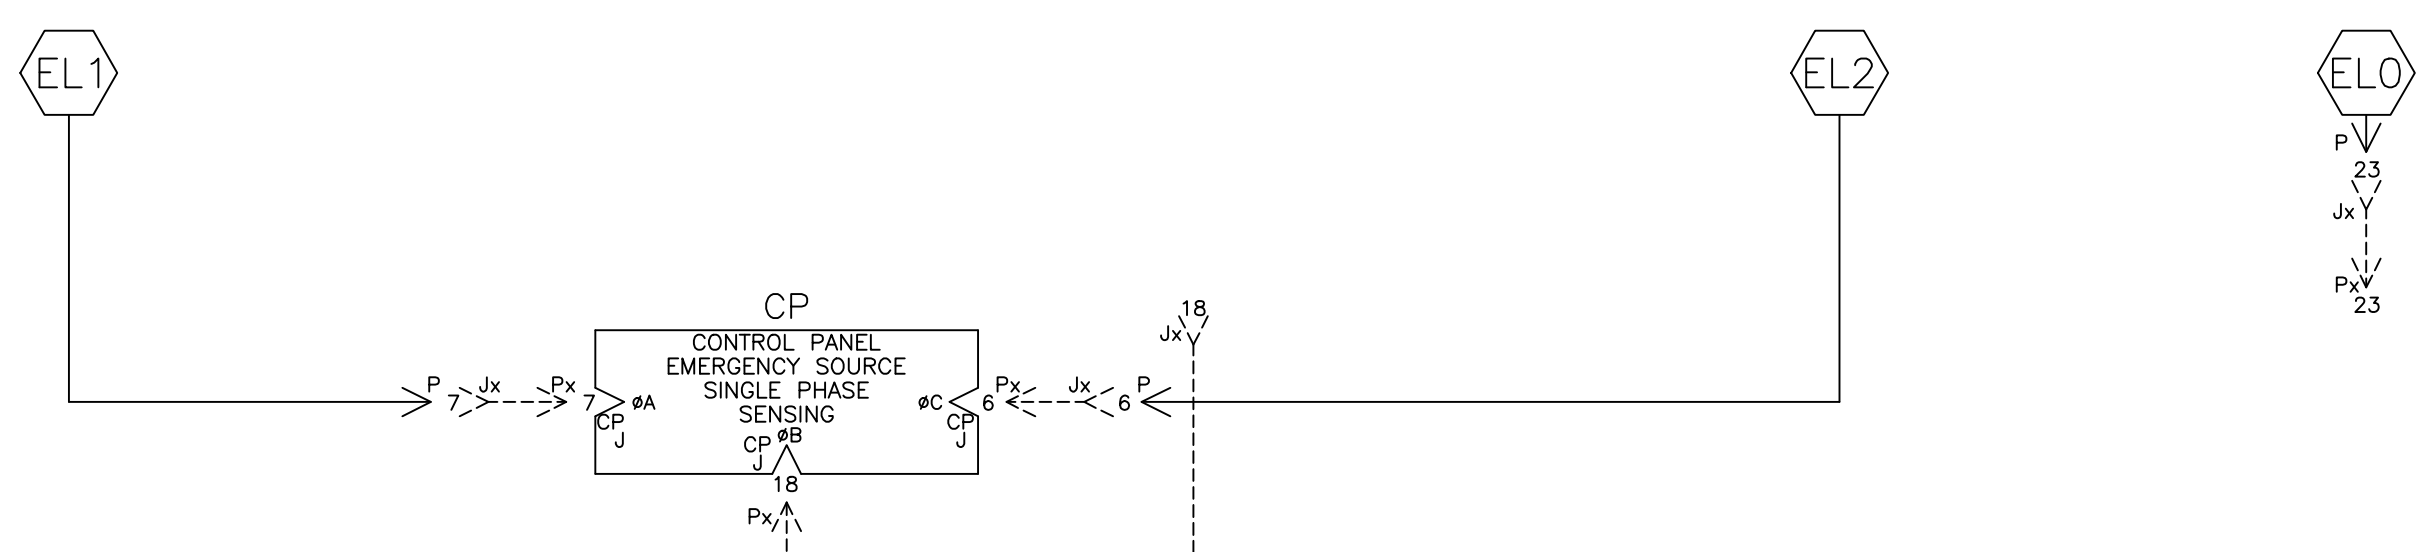 EL1
EL2
EL0
P
23
Jx
Px
23
CP
18
Jx
CONTROL PANEL
EMERGENCY SOURCE
SINGLE PHASE
SENSING
P
7
Jx
Px
7
øA
CP
J
øC
6
Px
Jx
6
P
CP
J
øB
CP
J
18
Px